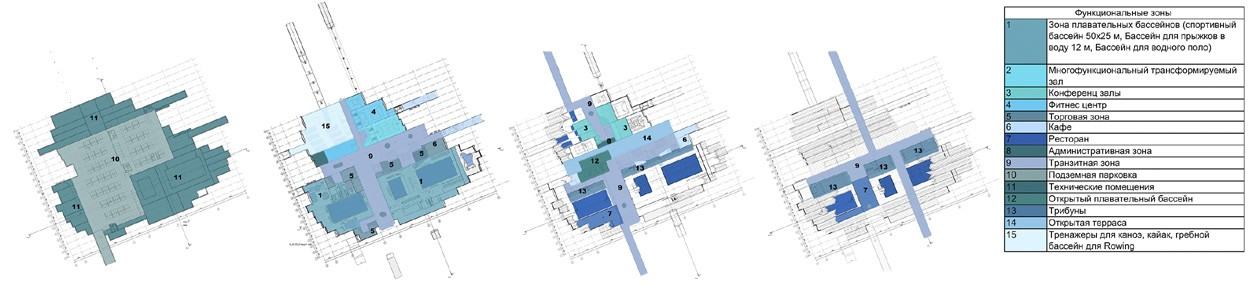 11
10
11
11
15
4
9
6
5
5
5
1
1
5
9
3
3
8
14
6
12
13
13
9
7
13
9
13
13
7
Функциональные зоны
1 Зона плавательных бассейнов (спортивный
бассейн 50x25 м, Бассейн для прыжков в
воду 12 м, Бассейн для водного поло)
2 Многофункциональный трансформируемый
зал
3 Конференц залы
4 Фитнес центр
5 Торговая зона
6 Кафе
7 Ресторан
8 Административная зона
9 Транзитная зона
10 Подземная парковка
11 Технические помещения
12 Открытый плавательный бассейн
13 Трибуны
14 Открытая терраса
15 Тренажеры для каноэ, кайак, гребной
бассейн для Rowing